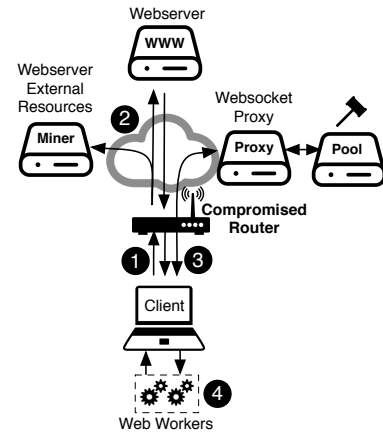 Webserver
WWW
Webserver
External
Resources
Miner
2
Websocket
Proxy
Proxy
Pool
Compromised
Router
1
3
Client
4
Web Workers